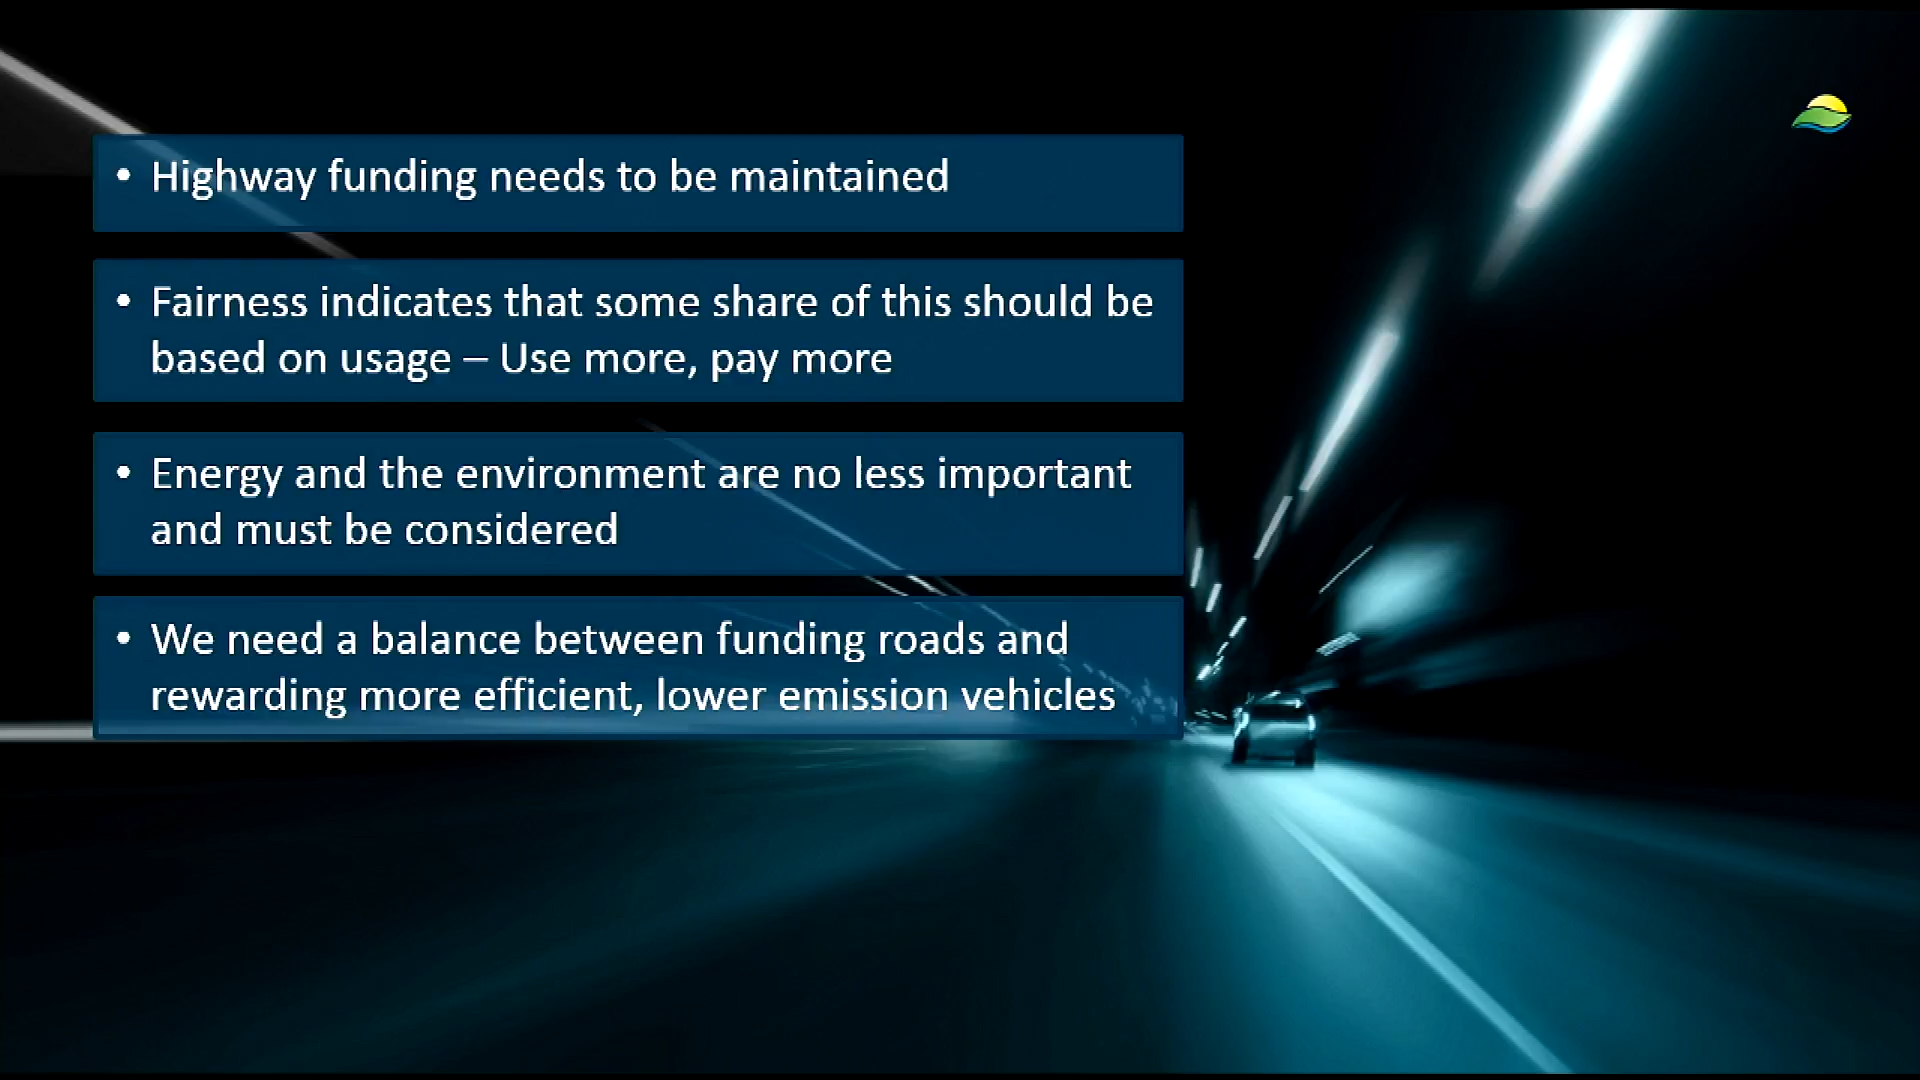 • Highway funding needs to be maintained
• Fairness indicates that some share of this should be
based on usage – Use more, pay more
• Energy and the environment are no less important
and must be considered
• We need a balance between funding roads and
rewarding more efficient, lower emission vehicles